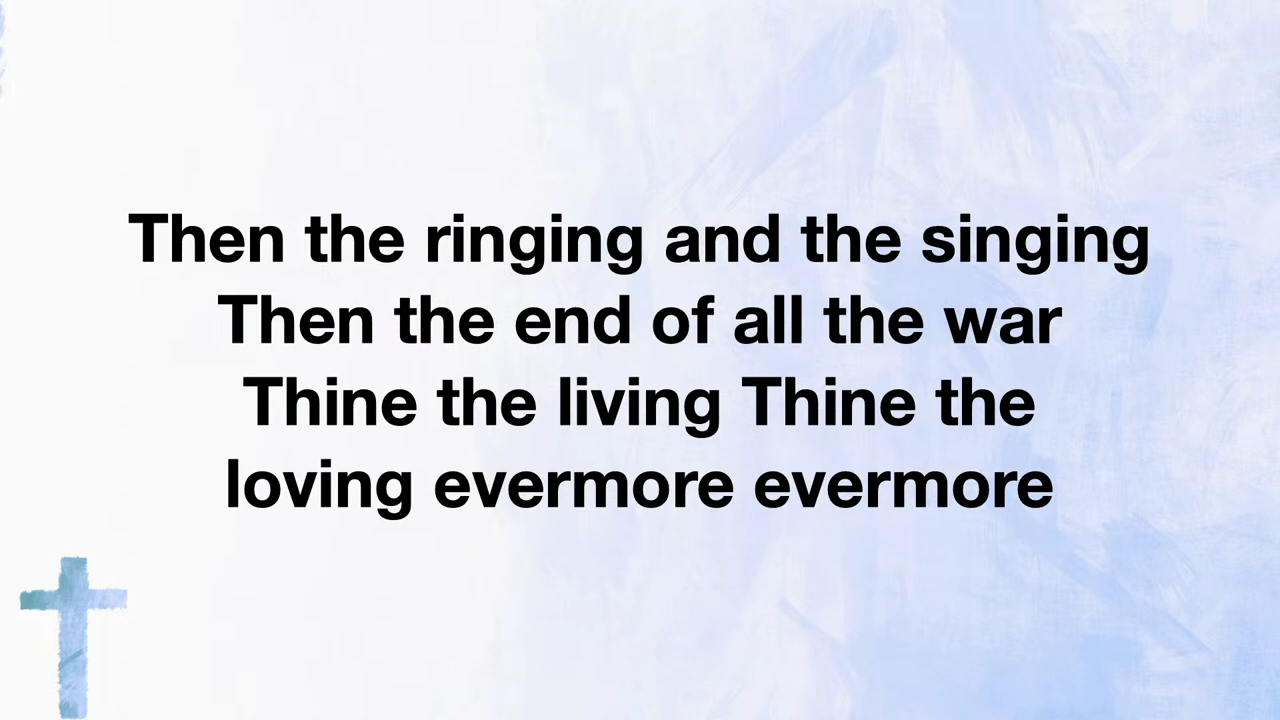 Then the ringing and the singing
Then the end of all the war
Thine the living Thine the
loving evermore evermore